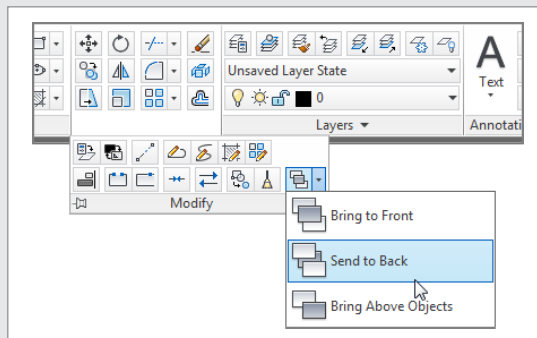 Unsaved Layer State
A
Text
0
Layers
Annotati
Modify
Bring to Front
Send to Back
Bring Above Objects